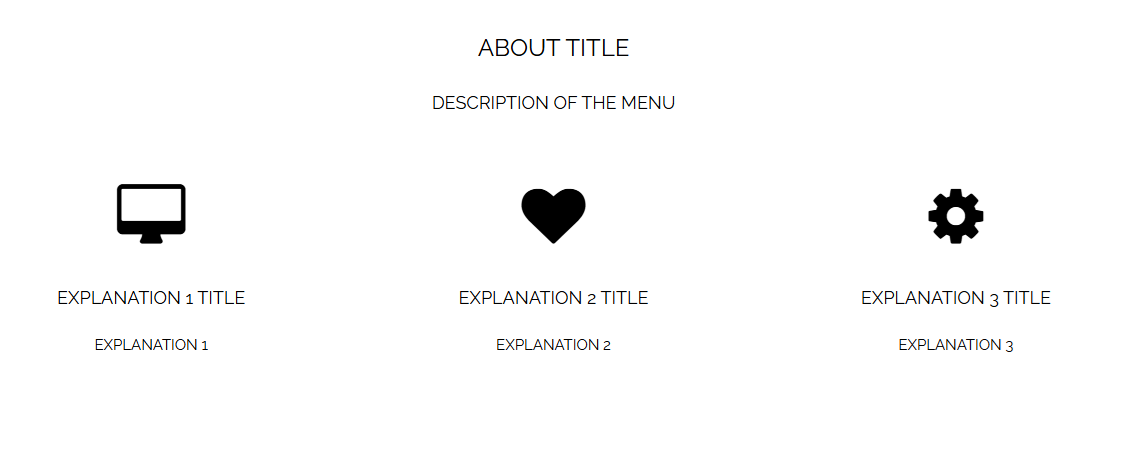 ABOUT TITLE
DESCRIPTION OF THE MENU
EXPLANATION 1 TITLE
EXPLANATION 2 TITLE
EXPLANATION 3 TITLE
EXPLANATION 1
EXPLANATION 2
EXPLANATION 3